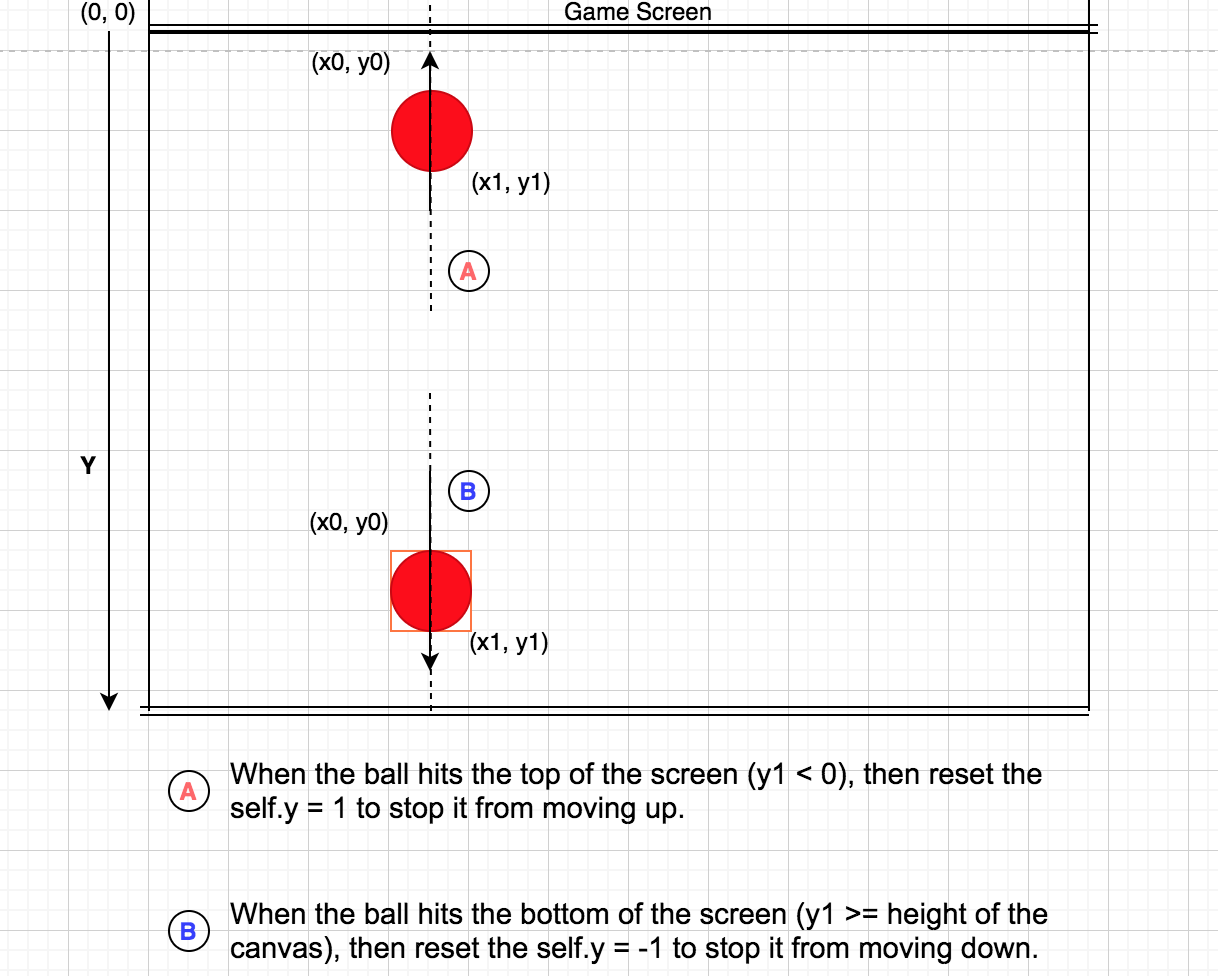 (0, 0)
Game Screen
(x0, y0)
(x1, y1)
A
Y
B
(x0, y0)
(x1, y1)
A
When the ball hits the top of the screen (y1 < 0), then reset the
self.y = 1 to stop it from moving up.
B
When the ball hits the bottom of the screen (y1 >= height of the
canvas), then reset the self.y = -1 to stop it from moving down.